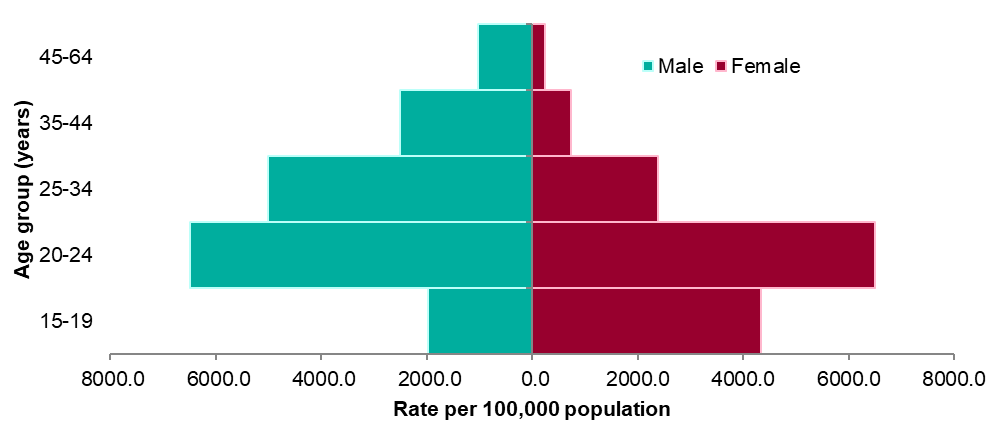 Male Female
Age group (years)
45-64
35-44
25-34
20-24
15-19
8000.0 6000.0 4000.0 2000.0 0.0 2000.0 4000.0 6000.0 8000.0
Rate per 100,000 population